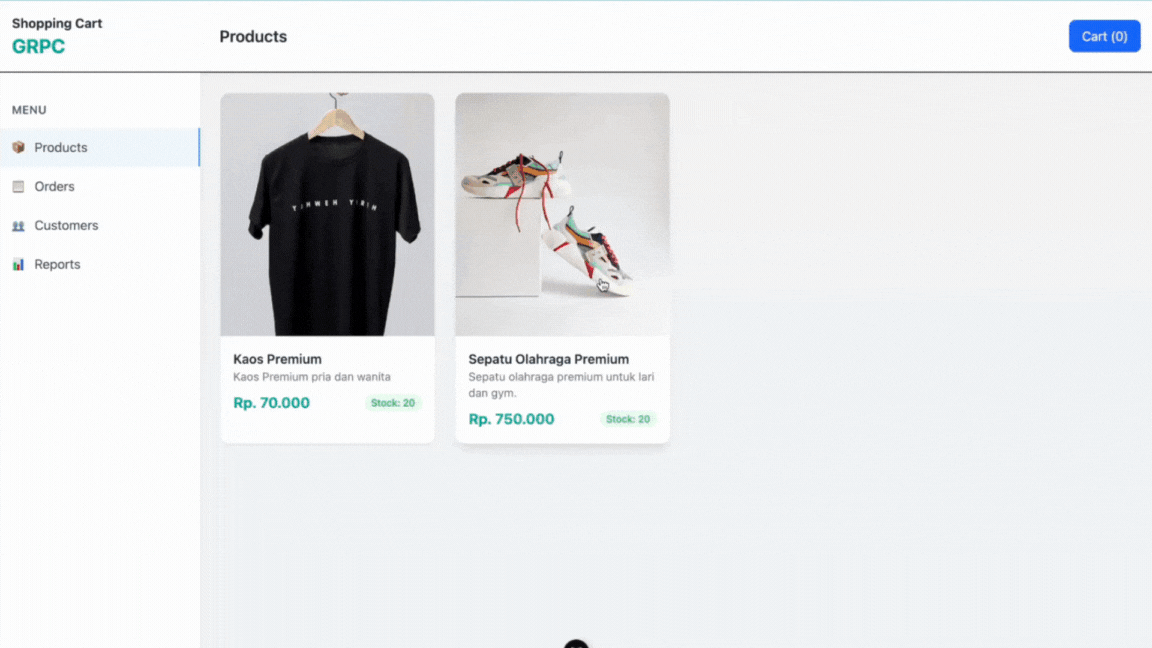 Shopping Cart
GRPC
Products
Cart (0)
MENU
Products
Orders
Customers
Reports
Kaos Premium
Kaos Premium pria dan wanita
Rp. 70.000
Stock: 20
Sepatu Olahraga Premium
Sepatu olahraga premium untuk lari
dan gym.
Rp. 750.000
Stock: 20